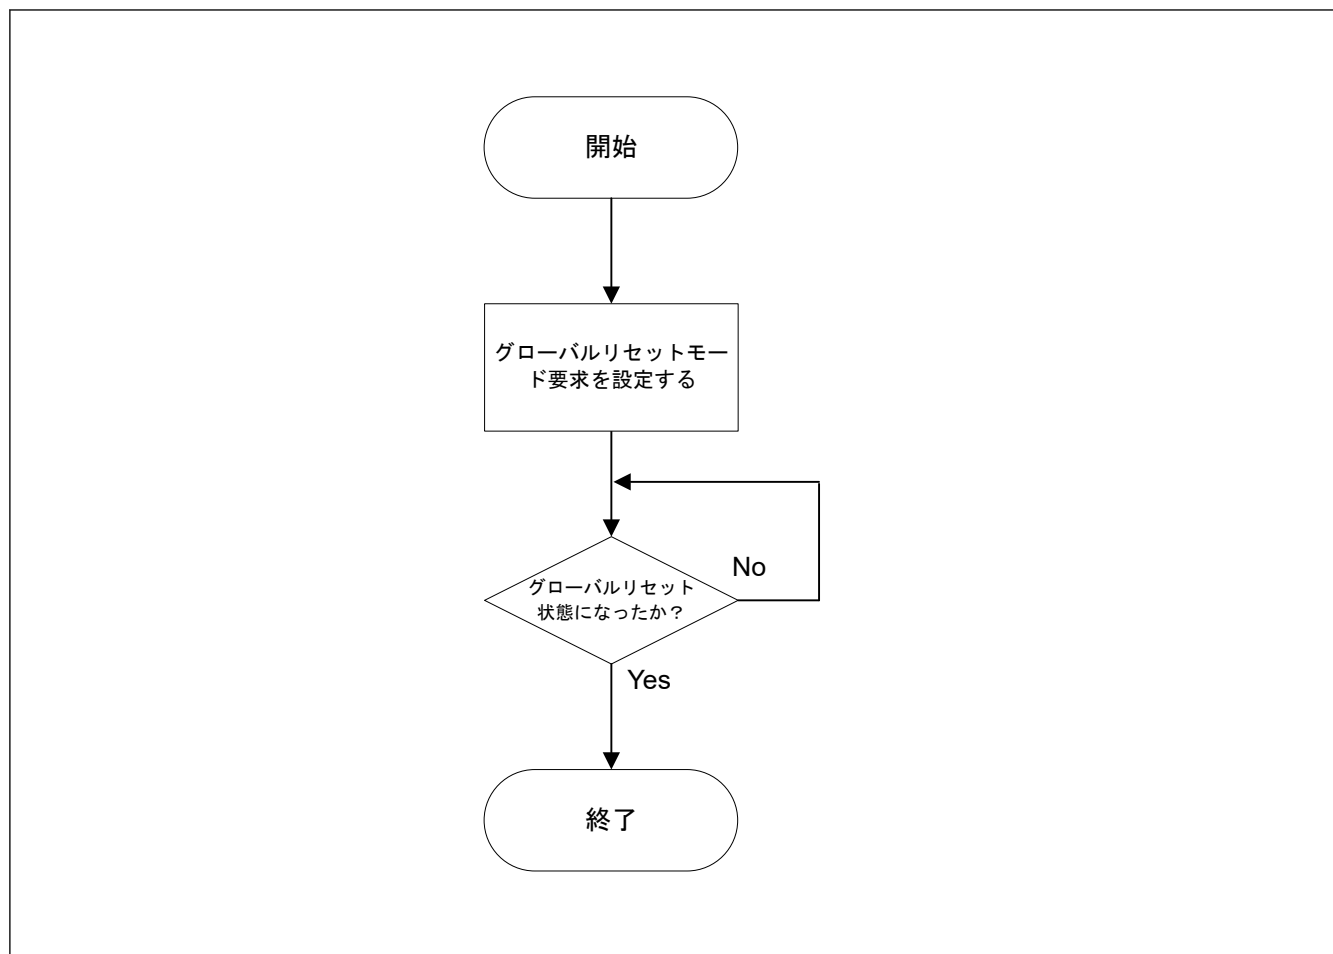 開始
グローバルリセットモー
ド要求を設定する
No
グローバルリセット
状態になったか？
Yes
終了